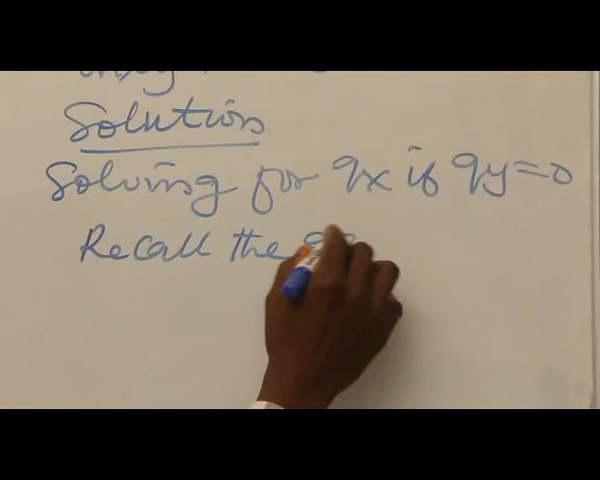 Solution
Solving for qx if qy=0
Recall the